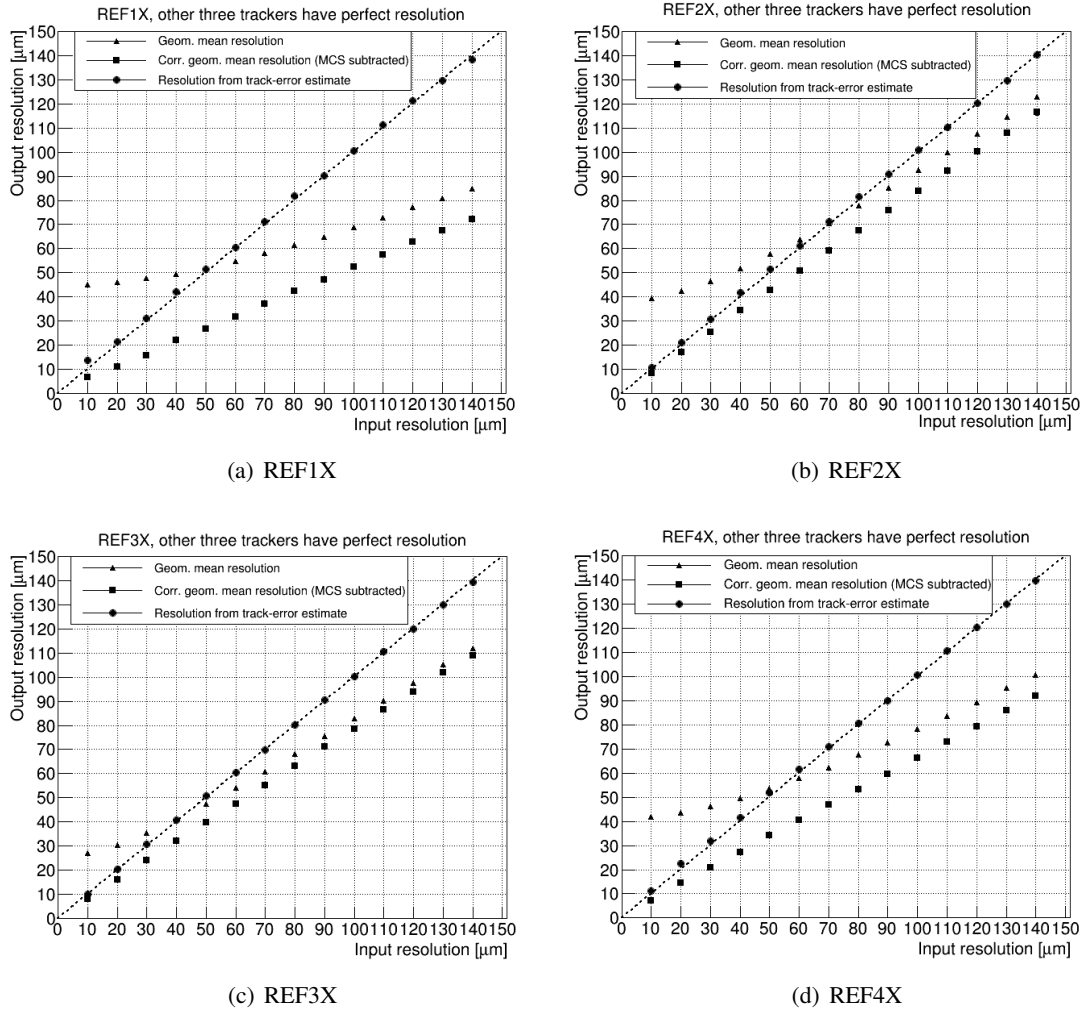 REF1X, other three trackers have perfect resolution
Output resolution [μm]
150
140
130
120
110
100
90
80
70
60
50
40
30
20
10
0
Geom. mean resolution
Corr. geom. mean resolution (MCS subtracted)
Resolution from track-error estimate
0 10 20 30 40 50 60 70 80 90 100 110 120 130 140 150
Input resolution [μm]
(a) REF1X
REF2X, other three trackers have perfect resolution
Output resolution [μm]
150
140
130
120
110
100
90
80
70
60
50
40
30
20
10
0
Geom. mean resolution
Corr. geom. mean resolution (MCS subtracted)
Resolution from track-error estimate
0 10 20 30 40 50 60 70 80 90 100 110 120 130 140 150
Input resolution [μm]
(b) REF2X
REF3X, other three trackers have perfect resolution
Output resolution [μm]
150
140
130
120
110
100
90
80
70
60
50
40
30
20
10
0
Geom. mean resolution
Corr. geom. mean resolution (MCS subtracted)
Resolution from track-error estimate
0 10 20 30 40 50 60 70 80 90 100 110 120 130 140 150
Input resolution [μm]
(c) REF3X
REF4X, other three trackers have perfect resolution
Output resolution [μm]
150
140
130
120
110
100
90
80
70
60
50
40
30
20
10
0
Geom. mean resolution
Corr. geom. mean resolution (MCS subtracted)
Resolution from track-error estimate
0 10 20 30 40 50 60 70 80 90 100 110 120 130 140 150
Input resolution [μm]
(d) REF4X